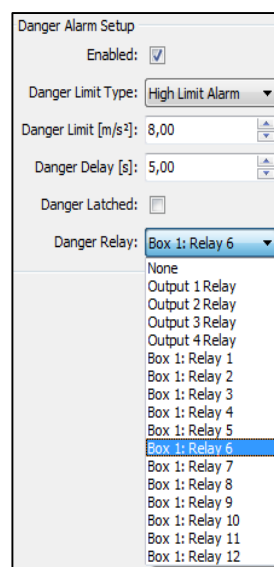 Danger Alarm Setup
Enabled:
Danger Limit Type: High Limit Alarm
Danger Limit [m/s²]: 8,00
Danger Delay [s]: 5,00
Danger Latched:
Danger Relay: Box 1: Relay 6
None
Output 1 Relay
Output 2 Relay
Output 3 Relay
Output 4 Relay
Box 1: Relay 1
Box 1: Relay 2
Box 1: Relay 3
Box 1: Relay 4
Box 1: Relay 5
Box 1: Relay 6
Box 1: Relay 7
Box 1: Relay 8
Box 1: Relay 9
Box 1: Relay 10
Box 1: Relay 11
Box 1: Relay 12